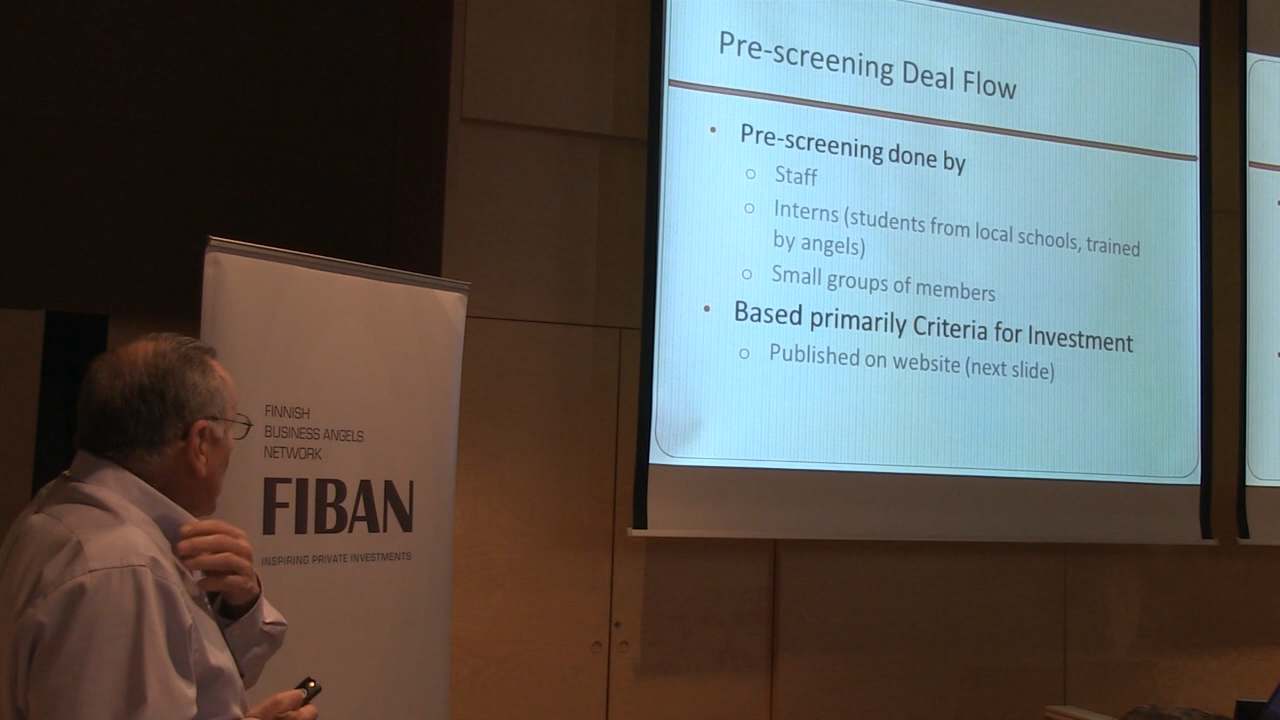 Pre-screening Deal Flow
• Pre-screening done by
○ Staff
○ Interns (students from local schools, trained
by angels)
○ Small groups of members
• Based primarily Criteria for Investment
○ Published on website (next slide)
FINNISH
BUSINESS ANGELS
NETWORK
FIBAN
INSPIRING PRIVATE INVESTMENTS